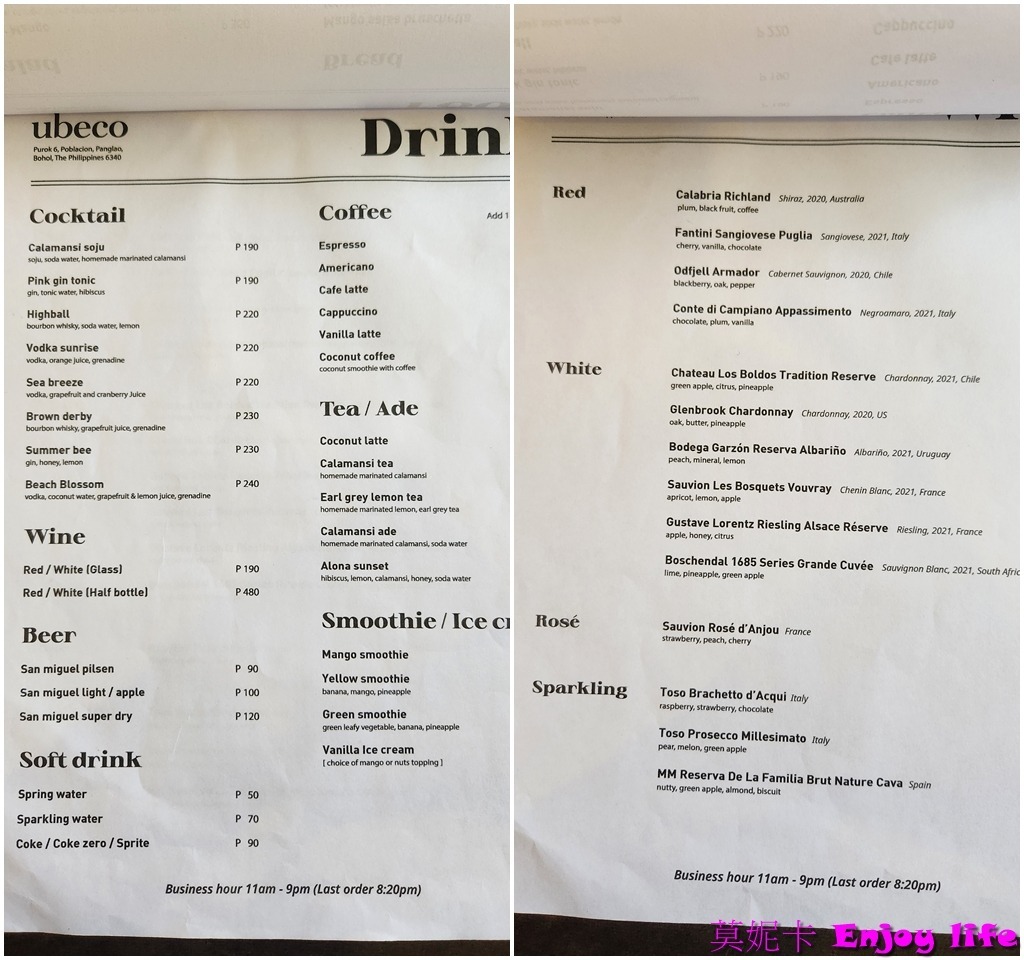 P 350
Mango salsa bruschetta
Bread
ubeco
Purok 6, Poblacion, Panglao,
Bohol, The Philippines 6340
Drin
Cocktail
Calamansi soju P 190
soju, soda water, homemade marinated calamansi
Pink gin tonic P 190
gin, tonic water, hibiscus
Highball P 220
bourbon whisky, soda water, lemon
Vodka sunrise P 220
vodka, orange juice, grenadine
Sea breeze P 220
vodka, grapefruit and cranberry Juice
Brown derby P 230
bourbon whisky, grapefruit juice, grenadine
Summer bee P 230
gin, honey, lemon
Beach Blossom P 240
vodka, coconut water, grapefruit & lemon juice, grenadine
Wine
Red / White (Glass) P 190
Red / White (Half bottle) P 480
Beer
San miguel pilsen P 90
San miguel light / apple P 100
San miguel super dry P 120
Soft drink
Spring water P 50
Sparkling water P 70
Coke / Coke zero / Sprite P 90
Coffee
Add 1
Espresso
Americano
Cafe latte
Cappuccino
Vanilla latte
Coconut coffee
coconut smoothie with coffee
Tea / Ade
Coconut latte
Calamansi tea
homemade marinated calamansi
Earl grey lemon tea
homemade marinated lemon, earl grey tea
Calamansi ade
homemade marinated calamansi, soda water
Alona sunset
hibiscus, lemon, calamansi, honey, soda water
Smoothie / Ice cr
Mango smoothie
Yellow smoothie
banana, mango, pineapple
Green smoothie
green leafy vegetable, banana, pineapple
Vanilla Ice cream
[ choice of mango or nuts topping ]
Business hour 11am - 9pm (Last order 8:20pm)
P 220
Cappuccino
Cafe latte
gin tonic P 190 Americano
Espresso
Red
Calabria Richland Shiraz, 2020, Australia
plum, black fruit, coffee
Fantini Sangiovese Puglia Sangiovese, 2021, Italy
cherry, vanilla, chocolate
Odfjell Armador Cabernet Sauvignon, 2020, Chile
blackberry, oak, pepper
Conte di Campiano Appassimento Negroamaro, 2021, Italy
chocolate, plum, vanilla
White
Chateau Los Boldos Tradition Reserve Chardonnay, 2021, Chile
green apple, citrus, pineapple
Glenbrook Chardonnay Chardonnay, 2020, US
oak, butter, pineapple
Bodega Garzón Reserva Albariño Albariño, 2021, Uruguay
peach, mineral, lemon
Sauvion Les Bosquets Vouvray Chenin Blanc, 2021, France
apricot, lemon, apple
Gustave Lorentz Riesling Alsace Réserve Riesling, 2021, France
apple, honey, citrus
Boschendal 1685 Series Grande Cuvée Sauvignon Blanc, 2021, South Afric
lime, pineapple, green apple
Rosé
Sauvion Rosé d'Anjou France
strawberry, peach, cherry
Sparkling
Toso Brachetto d'Acqui Italy
raspberry, strawberry, chocolate
Toso Prosecco Millesimato Italy
pear, melon, green apple
MM Reserva De La Familia Brut Nature Cava Spain
nutty, green apple, almond, biscuit
Business hour 11am - 9pm (Last order 8:20pm)
莫妮卡 Enjoy life